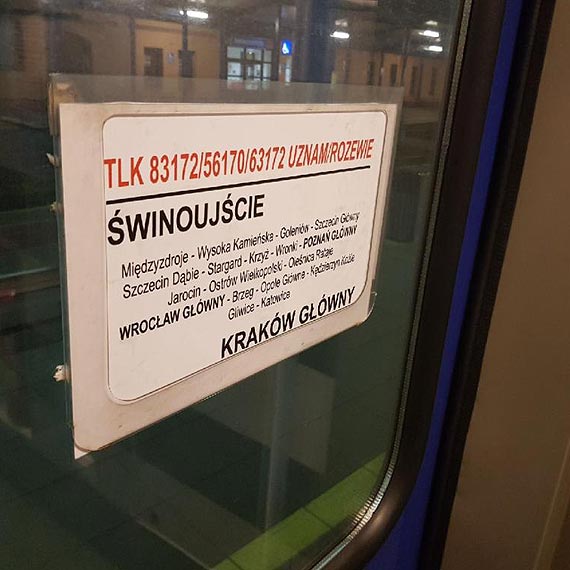 TLK 83172/56170/63172 UZNAM/ROZEWIE
ŚWINOUJŚCIE
Międzyzdroje - Wysoka Kamieńska - Goleniów - Szczecin Główny
Szczecin Dąbie - Stargard - Krzyż - Wronki - POZNAŃ GŁÓWNY
Jarocin - Ostrów Wielkopolski - Oleśnica Rataje
WROCŁAW GŁÓWNY - Brzeg - Opole Główne - Kędzierzyn Koźle
Gliwice - Katowice
KRAKÓW GŁÓWNY